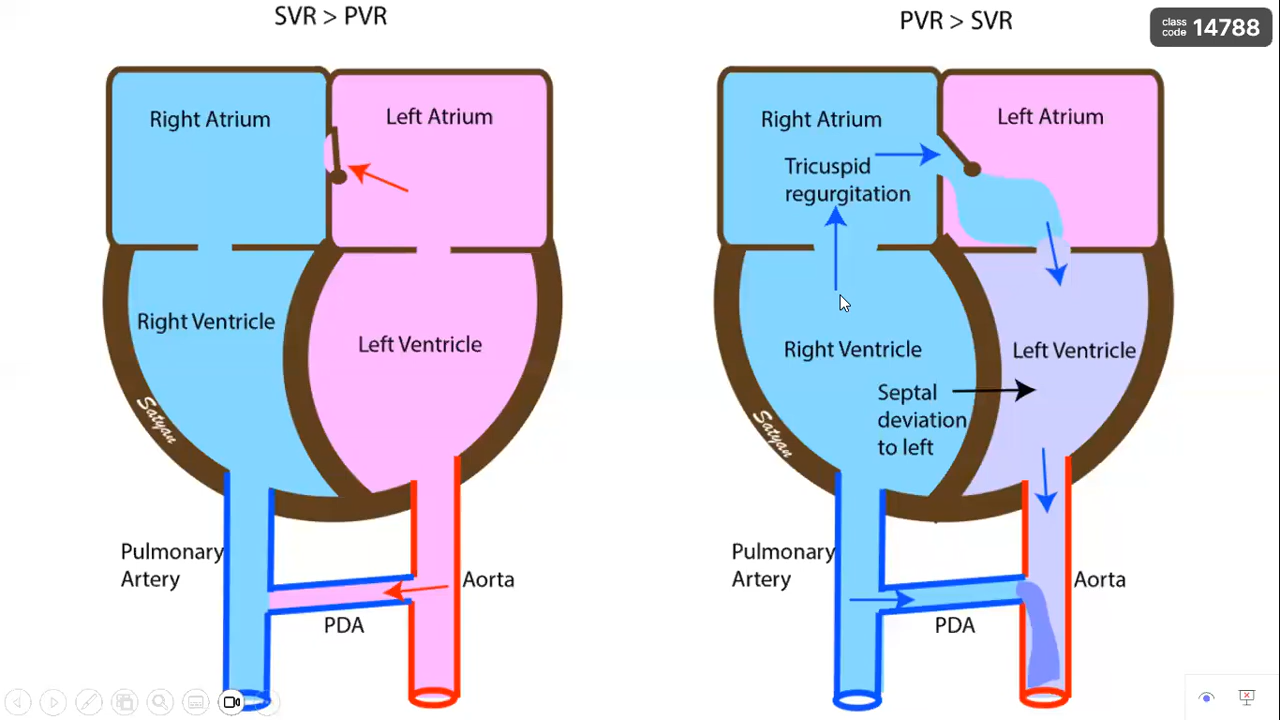 SVR > PVR
PVR > SVR
class
code 14788
Right Atrium
Left Atrium
Right Ventricle
Left Ventricle
Satyan
Pulmonary
Artery
Aorta
PDA
Right Atrium
Left Atrium
Tricuspid
regurgitation
Right Ventricle
Left Ventricle
Septal
deviation
to left
Satyan
Pulmonary
Artery
Aorta
PDA